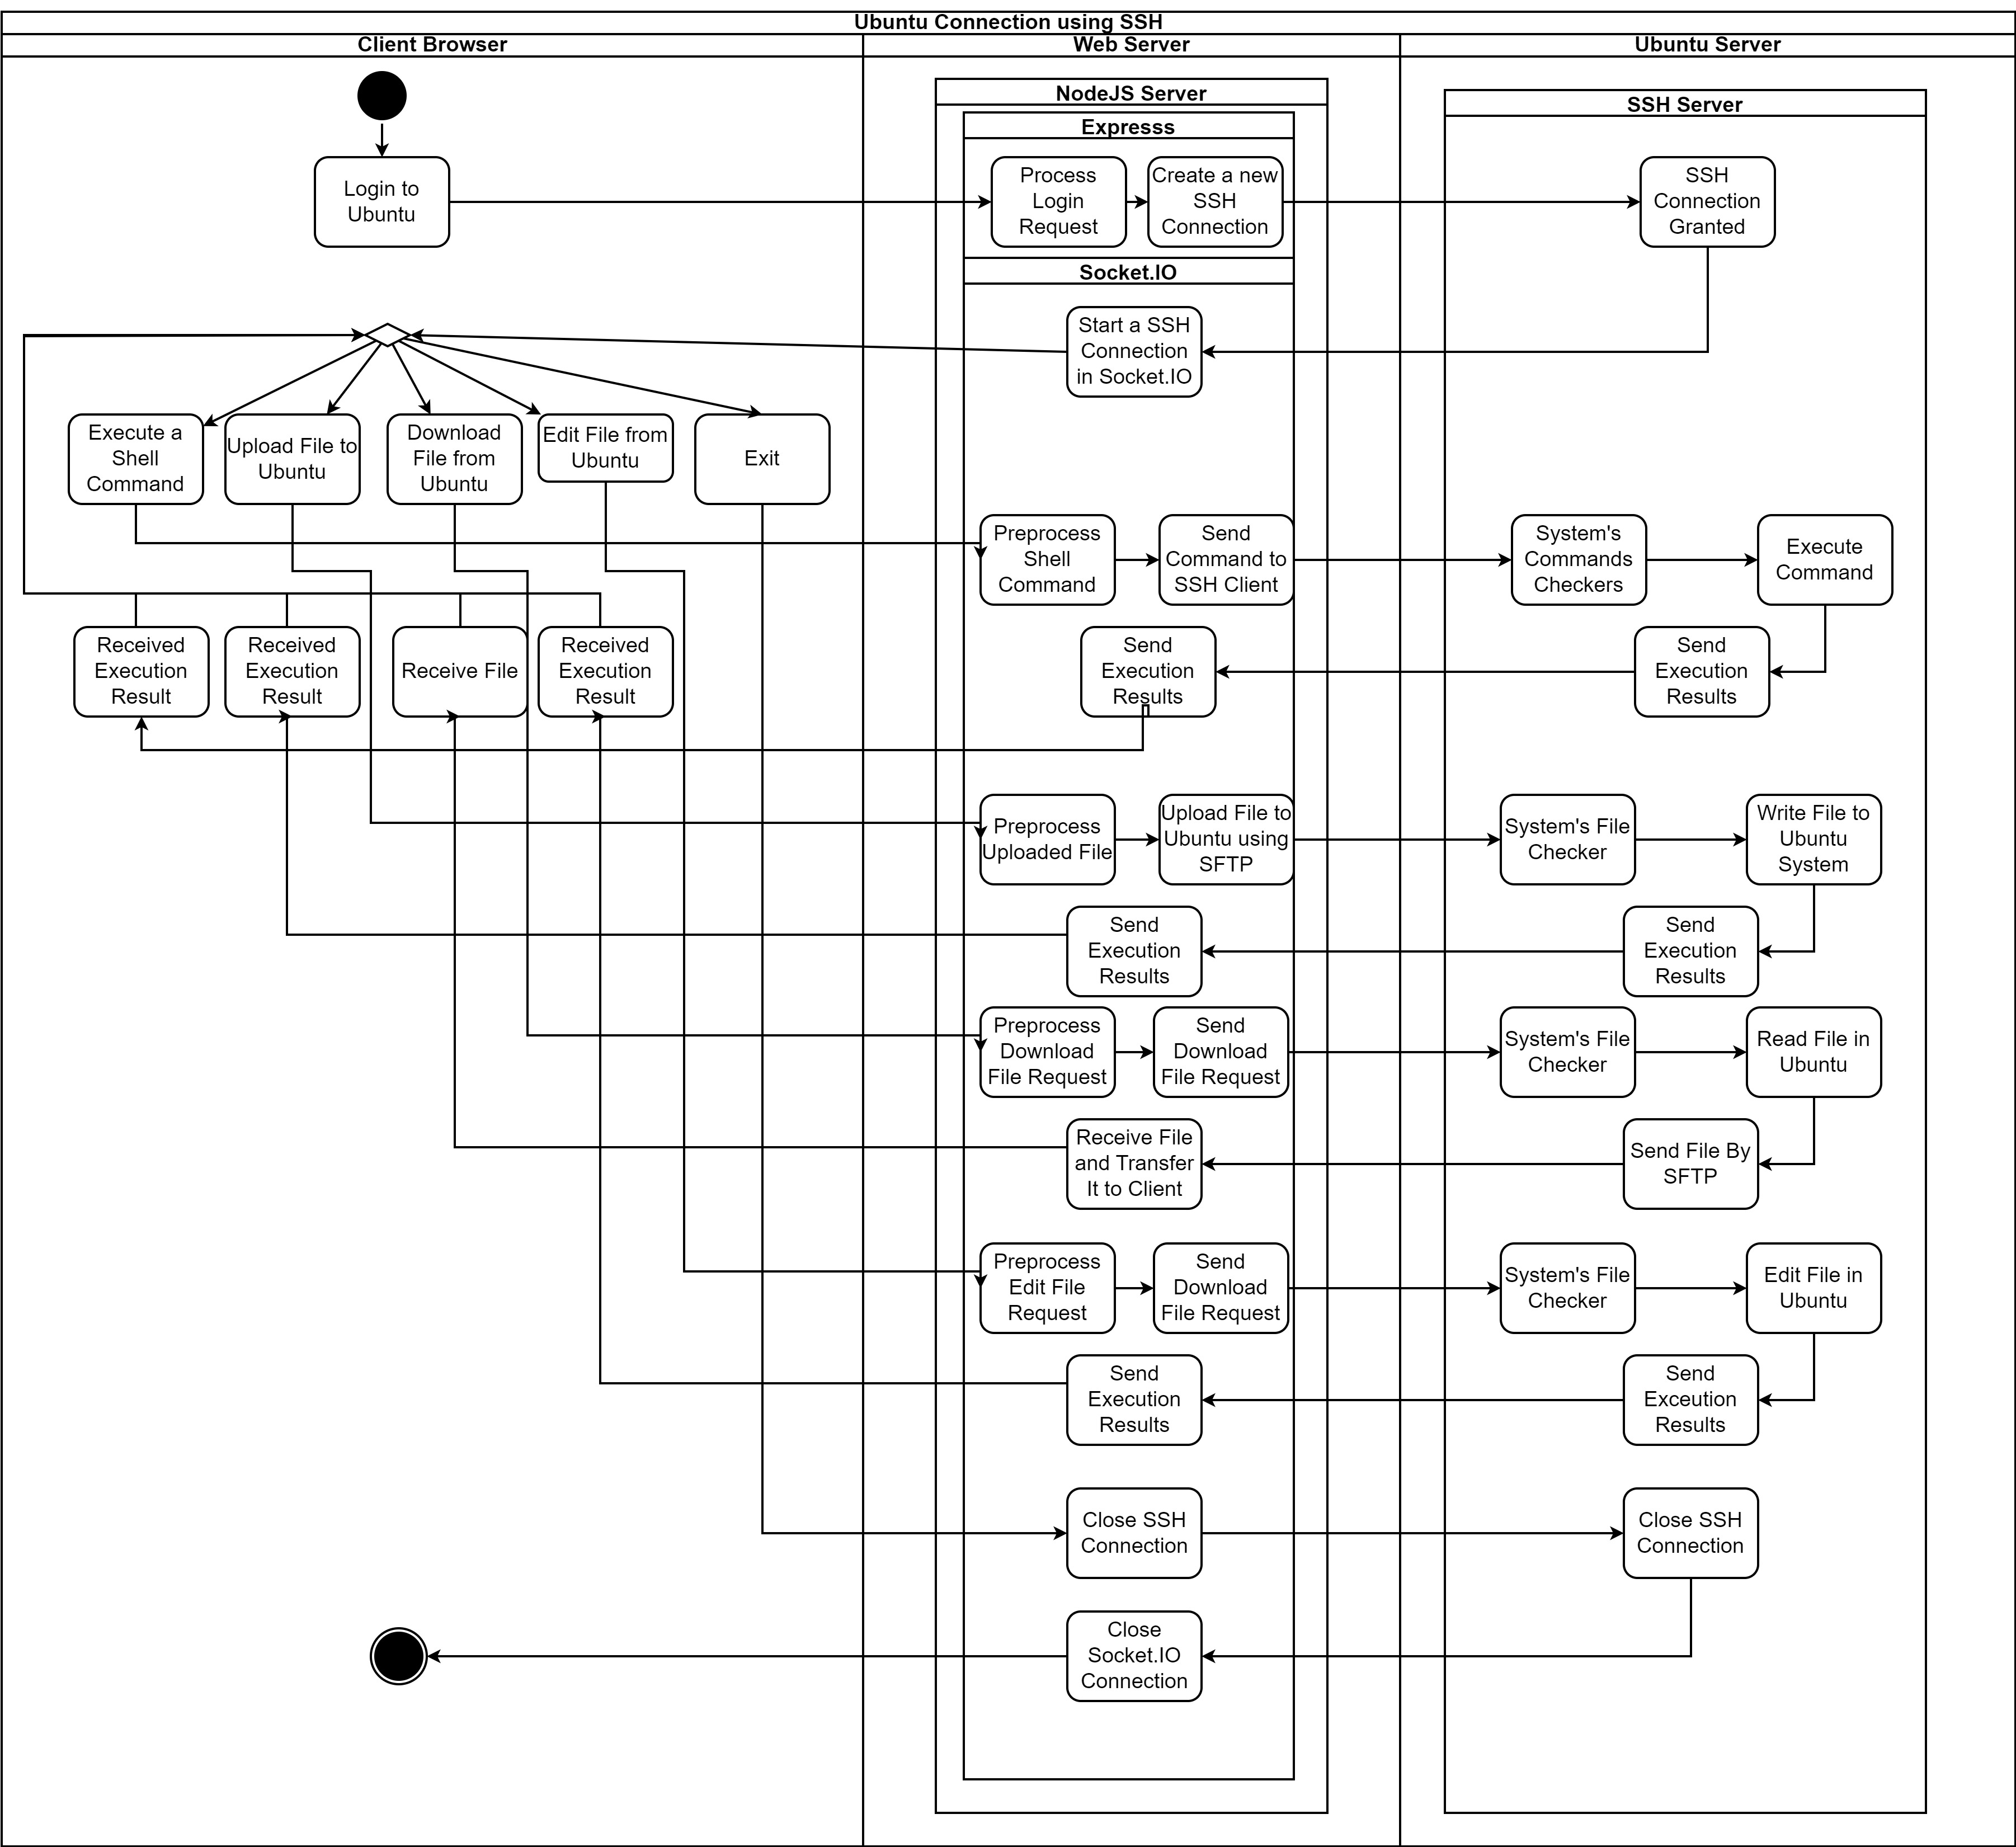 Ubuntu Connection using SSH
Client Browser
Web Server
Ubuntu Server
NodeJS Server
SSH Server
Expresss
Login to
Ubuntu
Process
Login
Request
Create a new
SSH
Connection
SSH
Connection
Granted
Socket.IO
Start a SSH
Connection
in Socket.IO
Execute a
Shell
Command
Upload File to
Ubuntu
Download
File from
Ubuntu
Edit File from
Ubuntu
Exit
Preprocess
Shell
Command
Send
Command to
SSH Client
System's
Commands
Checkers
Execute
Command
Received
Execution
Result
Received
Execution
Result
Receive File
Received
Execution
Result
Send
Execution
Results
Send
Execution
Results
Preprocess
Uploaded File
Upload File to
Ubuntu using
SFTP
System's File
Checker
Write File to
Ubuntu
System
Send
Execution
Results
Send
Execution
Results
Preprocess
Download
File Request
Send
Download
File Request
System's File
Checker
Read File in
Ubuntu
Receive File
and Transfer
It to Client
Send File By
SFTP
Preprocess
Edit File
Request
Send
Download
File Request
System's File
Checker
Edit File in
Ubuntu
Send
Execution
Results
Send
Exceution
Results
Close SSH
Connection
Close SSH
Connection
Close
Socket.IO
Connection